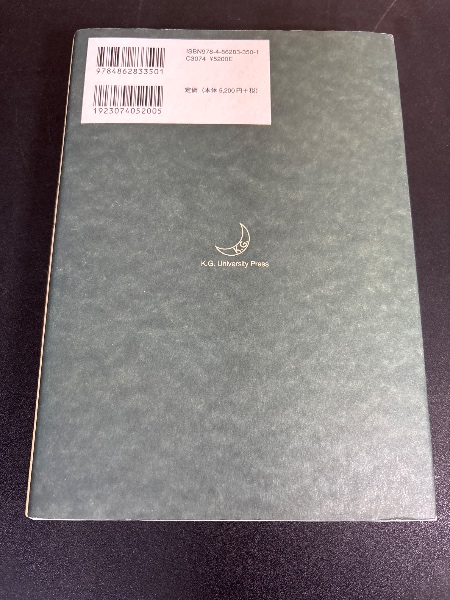 ISBN978-4-86283-350-1
C3074 ¥5200E
9784862833501
定価（本体5,200円+税）
1923074052005
K.G.
K.G. University Press